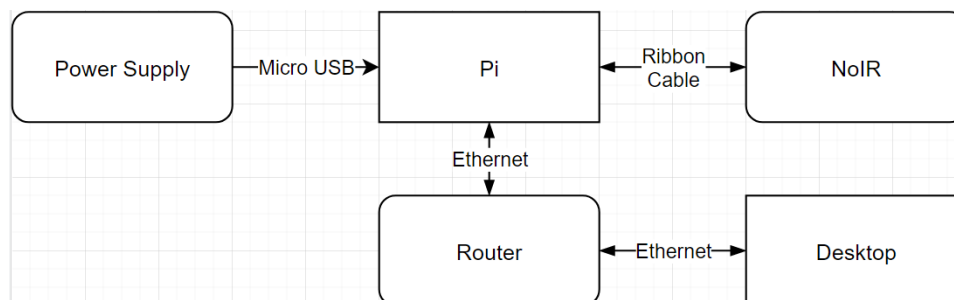 Power Supply
Micro USB
Pi
Ribbon
Cable
NoIR
Ethernet
Router
Ethernet
Desktop